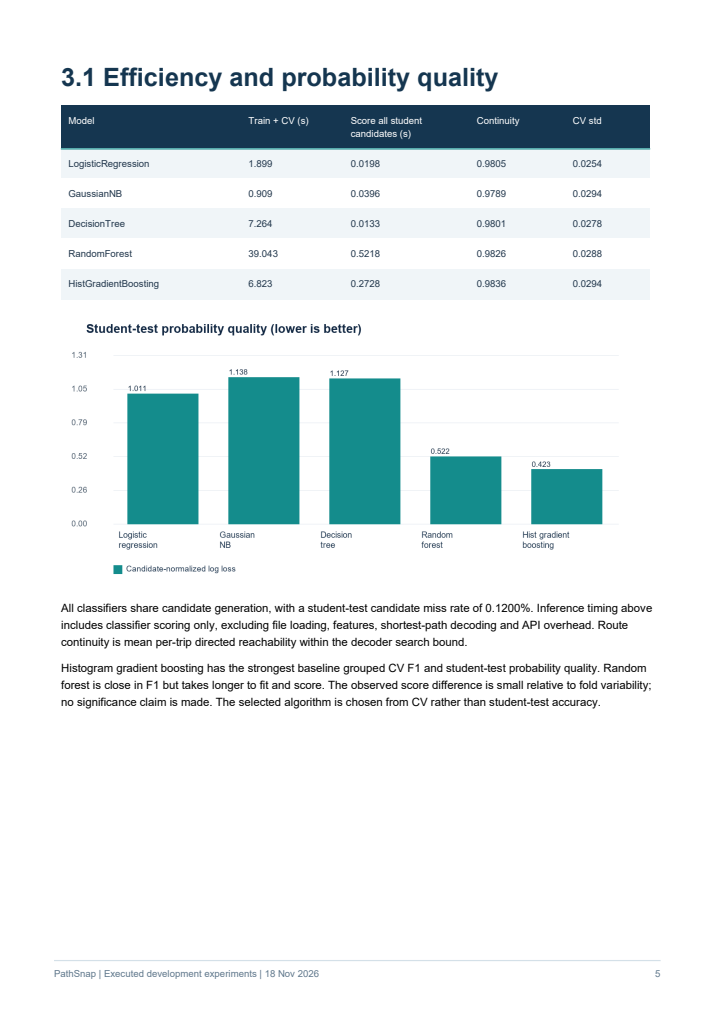 3.1 Efficiency and probability quality
Model Train + CV (s) Score all student candidates (s) Continuity CV std
LogisticRegression 1.899 0.0198 0.9805 0.0254
GaussianNB 0.909 0.0396 0.9789 0.0294
DecisionTree 7.264 0.0133 0.9801 0.0278
RandomForest 39.043 0.5218 0.9826 0.0288
HistGradientBoosting 6.823 0.2728 0.9836 0.0294
Student-test probability quality (lower is better)
1.31
1.05
0.79
0.52
0.26
0.00
1.011
1.138
1.127
0.522
0.423
Logistic regression
Gaussian NB
Decision tree
Random forest
Hist gradient boosting
Candidate-normalized log loss
All classifiers share candidate generation, with a student-test candidate miss rate of 0.1200%. Inference timing above
includes classifier scoring only, excluding file loading, features, shortest-path decoding and API overhead. Route
continuity is mean per-trip directed reachability within the decoder search bound.
Histogram gradient boosting has the strongest baseline grouped CV F1 and student-test probability quality. Random
forest is close in F1 but takes longer to fit and score. The observed score difference is small relative to fold variability;
no significance claim is made. The selected algorithm is chosen from CV rather than student-test accuracy.
PathSnap | Executed development experiments | 18 Nov 2026 5